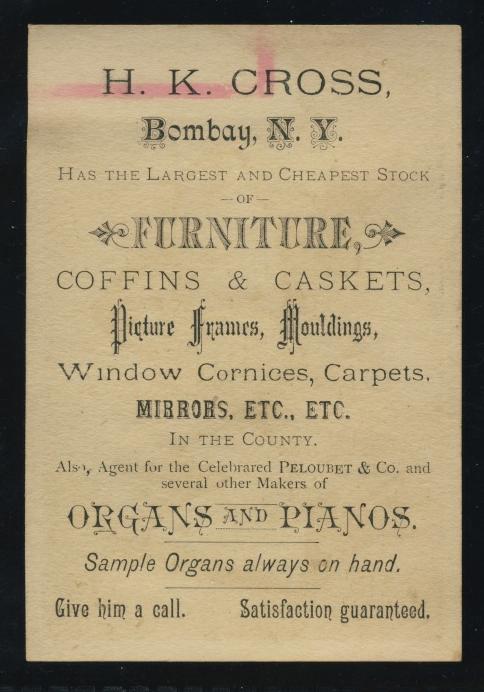 H. K. CROSS,
Bombay, N. Y.
HAS THE LARGEST AND CHEAPEST STOCK
—OF—
FURNITURE,
COFFINS & CASKETS,
Picture Frames, Mouldings,
Window Cornices, Carpets,
MIRRORS, ETC., ETC.
IN THE COUNTY.
Also, Agent for the Celebrared PELOUBET & Co. and
several other Makers of
ORGANS AND PIANOS.
Sample Organs always on hand.
Give him a call. Satisfaction guaranteed.